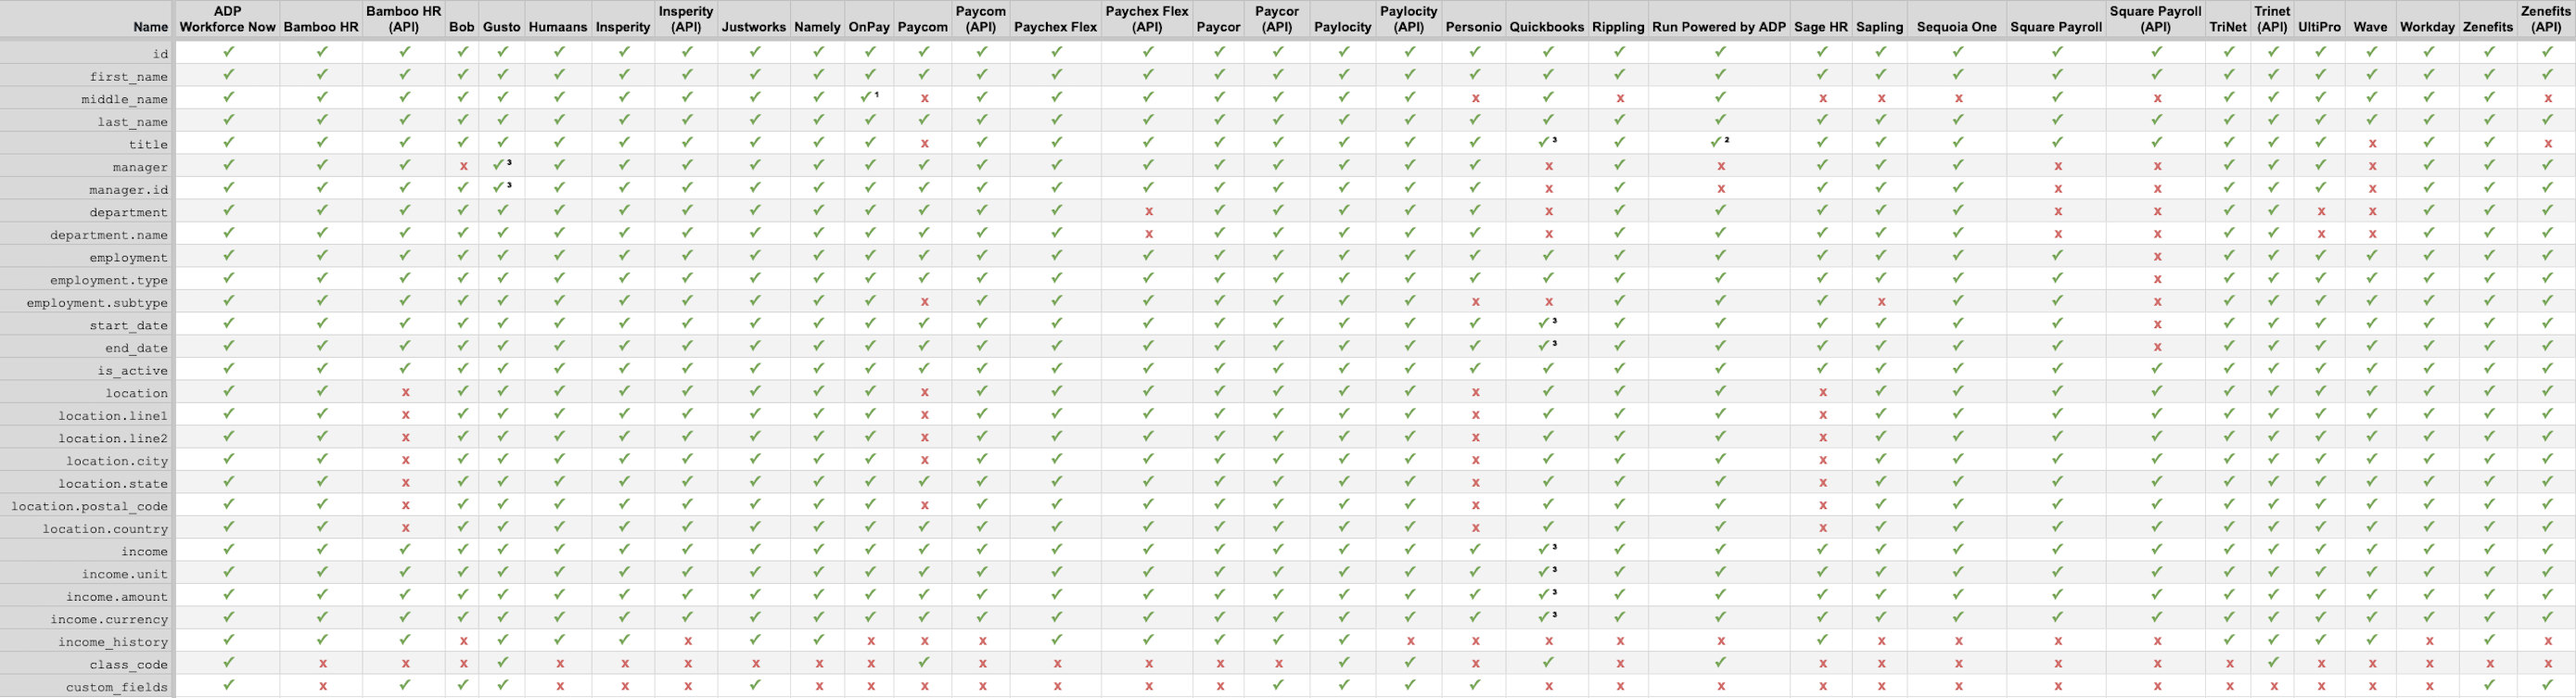 ADP Bamboo HR Insperity Paycom Paychex Flex Paycor Paylocity Square Payroll Trinet Zenefits
Name Workforce Now Bamboo HR (API) Bob Gusto Humaans Insperity (API) Justworks Namely OnPay Paycom (API) Paychex Flex (API) Paycor (API) Paylocity (API) Personio Quickbooks Rippling Run Powered by ADP Sage HR Sapling Sequoia One Square Payroll (API) TriNet (API) UltiPro Wave Workday Zenefits (API)
id ✓ ✓ ✓ ✓ ✓ ✓ ✓ ✓ ✓ ✓ ✓ ✓ ✓ ✓ ✓ ✓ ✓ ✓ ✓ ✓ ✓ ✓ ✓ ✓ ✓ ✓ ✓ ✓ ✓ ✓ ✓ ✓ ✓ ✓ ✓
first_name ✓ ✓ ✓ ✓ ✓ ✓ ✓ ✓ ✓ ✓ ✓ ✓ ✓ ✓ ✓ ✓ ✓ ✓ ✓ ✓ ✓ ✓ ✓ ✓ ✓ ✓ ✓ ✓ ✓ ✓ ✓ ✓ ✓ ✓ ✓
middle_name ✓ ✓ ✓ ✓ ✓ ✓ ✓ ✓ ✓ ✓ ✓¹ x ✓ ✓ ✓ ✓ ✓ ✓ ✓ x ✓ x ✓ x x x ✓ x ✓ ✓ ✓ ✓ ✓ ✓ x
last_name ✓ ✓ ✓ ✓ ✓ ✓ ✓ ✓ ✓ ✓ ✓ ✓ ✓ ✓ ✓ ✓ ✓ ✓ ✓ ✓ ✓ ✓ ✓ ✓ ✓ ✓ ✓ ✓ ✓ ✓ ✓ ✓ ✓ ✓ ✓
title ✓ ✓ ✓ ✓ ✓ ✓ ✓ ✓ ✓ ✓ ✓ x ✓ ✓ ✓ ✓ ✓ ✓ ✓ ✓ ✓³ ✓ ✓² ✓ ✓ ✓ ✓ ✓ ✓ ✓ ✓ x ✓ ✓ x
manager ✓ ✓ ✓ x ✓³ ✓ ✓ ✓ ✓ ✓ ✓ ✓ ✓ ✓ ✓ ✓ ✓ ✓ ✓ ✓ x ✓ x ✓ ✓ ✓ x x ✓ ✓ ✓ x ✓ ✓ ✓
manager.id ✓ ✓ ✓ ✓ ✓³ ✓ ✓ ✓ ✓ ✓ ✓ ✓ ✓ ✓ ✓ ✓ ✓ ✓ ✓ ✓ x ✓ x ✓ ✓ ✓ x x ✓ ✓ ✓ x ✓ ✓ ✓
department ✓ ✓ ✓ ✓ ✓ ✓ ✓ ✓ ✓ ✓ ✓ ✓ ✓ ✓ x ✓ ✓ ✓ ✓ ✓ x ✓ ✓ ✓ ✓ ✓ x x ✓ ✓ x x ✓ ✓ ✓
department.name ✓ ✓ ✓ ✓ ✓ ✓ ✓ ✓ ✓ ✓ ✓ ✓ ✓ ✓ x ✓ ✓ ✓ ✓ ✓ x ✓ ✓ ✓ ✓ ✓ x x ✓ ✓ x x ✓ ✓ ✓
employment ✓ ✓ ✓ ✓ ✓ ✓ ✓ ✓ ✓ ✓ ✓ ✓ ✓ ✓ ✓ ✓ ✓ ✓ ✓ ✓ ✓ ✓ ✓ ✓ ✓ ✓ ✓ x ✓ ✓ ✓ ✓ ✓ ✓ ✓
employment.type ✓ ✓ ✓ ✓ ✓ ✓ ✓ ✓ ✓ ✓ ✓ ✓ ✓ ✓ ✓ ✓ ✓ ✓ ✓ ✓ ✓ ✓ ✓ ✓ ✓ ✓ ✓ x ✓ ✓ ✓ ✓ ✓ ✓ ✓
employment.subtype ✓ ✓ ✓ ✓ ✓ ✓ ✓ ✓ ✓ ✓ ✓ x ✓ ✓ ✓ ✓ ✓ ✓ ✓ x x ✓ ✓ ✓ x ✓ ✓ x ✓ ✓ ✓ ✓ ✓ ✓ ✓
start_date ✓ ✓ ✓ ✓ ✓ ✓ ✓ ✓ ✓ ✓ ✓ ✓ ✓ ✓ ✓ ✓ ✓ ✓ ✓ ✓ ✓³ ✓ ✓ ✓ ✓ ✓ ✓ x ✓ ✓ ✓ ✓ ✓ ✓ ✓
end_date ✓ ✓ ✓ ✓ ✓ ✓ ✓ ✓ ✓ ✓ ✓ ✓ ✓ ✓ ✓ ✓ ✓ ✓ ✓ ✓ ✓³ ✓ ✓ ✓ ✓ ✓ ✓ x ✓ ✓ ✓ ✓ ✓ ✓ ✓
is_active ✓ ✓ ✓ ✓ ✓ ✓ ✓ ✓ ✓ ✓ ✓ ✓ ✓ ✓ ✓ ✓ ✓ ✓ ✓ ✓ ✓ ✓ ✓ ✓ ✓ ✓ ✓ ✓ ✓ ✓ ✓ ✓ ✓ ✓ ✓
location ✓ ✓ x ✓ ✓ ✓ ✓ ✓ ✓ ✓ ✓ x ✓ ✓ ✓ ✓ ✓ ✓ ✓ x ✓ ✓ ✓ x ✓ ✓ ✓ ✓ ✓ ✓ ✓ ✓ ✓ ✓ ✓
location.line1 ✓ ✓ x ✓ ✓ ✓ ✓ ✓ ✓ ✓ ✓ x ✓ ✓ ✓ ✓ ✓ ✓ ✓ x ✓ ✓ ✓ x ✓ ✓ ✓ ✓ ✓ ✓ ✓ ✓ ✓ ✓ ✓
location.line2 ✓ ✓ x ✓ ✓ ✓ ✓ ✓ ✓ ✓ ✓ x ✓ ✓ ✓ ✓ ✓ ✓ ✓ x ✓ ✓ ✓ x ✓ ✓ ✓ ✓ ✓ ✓ ✓ ✓ ✓ ✓ ✓
location.city ✓ ✓ x ✓ ✓ ✓ ✓ ✓ ✓ ✓ ✓ x ✓ ✓ ✓ ✓ ✓ ✓ ✓ x ✓ ✓ ✓ x ✓ ✓ ✓ ✓ ✓ ✓ ✓ ✓ ✓ ✓ ✓
location.state ✓ ✓ x ✓ ✓ ✓ ✓ ✓ ✓ ✓ ✓ ✓ ✓ ✓ ✓ ✓ ✓ ✓ ✓ x ✓ ✓ ✓ x ✓ ✓ ✓ ✓ ✓ ✓ ✓ ✓ ✓ ✓ ✓
location.postal_code ✓ ✓ x ✓ ✓ ✓ ✓ ✓ ✓ ✓ ✓ x ✓ ✓ ✓ ✓ ✓ ✓ ✓ x ✓ ✓ ✓ x ✓ ✓ ✓ ✓ ✓ ✓ ✓ ✓ ✓ ✓ ✓
location.country ✓ ✓ x ✓ ✓ ✓ ✓ ✓ ✓ ✓ ✓ ✓ ✓ ✓ ✓ ✓ ✓ ✓ ✓ x ✓ ✓ ✓ x ✓ ✓ ✓ ✓ ✓ ✓ ✓ ✓ ✓ ✓ ✓
income ✓ ✓ ✓ ✓ ✓ ✓ ✓ ✓ ✓ ✓ ✓ ✓ ✓ ✓ ✓ ✓ ✓ ✓ ✓ ✓ ✓³ ✓ ✓ ✓ ✓ ✓ ✓ ✓ ✓ ✓ ✓ ✓ ✓ ✓ ✓
income.unit ✓ ✓ ✓ ✓ ✓ ✓ ✓ ✓ ✓ ✓ ✓ ✓ ✓ ✓ ✓ ✓ ✓ ✓ ✓ ✓ ✓³ ✓ ✓ ✓ ✓ ✓ ✓ ✓ ✓ ✓ ✓ ✓ ✓ ✓ ✓
income.amount ✓ ✓ ✓ ✓ ✓ ✓ ✓ ✓ ✓ ✓ ✓ ✓ ✓ ✓ ✓ ✓ ✓ ✓ ✓ ✓ ✓³ ✓ ✓ ✓ ✓ ✓ ✓ ✓ ✓ ✓ ✓ ✓ ✓ ✓ ✓
income.currency ✓ ✓ ✓ ✓ ✓ ✓ ✓ ✓ ✓ ✓ ✓ ✓ ✓ ✓ ✓ ✓ ✓ ✓ ✓ ✓ ✓³ ✓ ✓ ✓ ✓ ✓ ✓ ✓ ✓ ✓ ✓ ✓ ✓ ✓ ✓
income_history ✓ ✓ ✓ x ✓ ✓ ✓ x ✓ ✓ x x x ✓ ✓ ✓ ✓ ✓ x x x x x ✓ x x x x ✓ ✓ ✓ ✓ x ✓ x
class_code ✓ x x x ✓ x x x x x x ✓ x x x x x ✓ ✓ x ✓ x ✓ x x x x x x ✓ x x x x x
custom_fields ✓ x ✓ ✓ ✓ x x x ✓ x x x x x x x ✓ ✓ ✓ ✓ x x x x x x x x x x x x x ✓ ✓